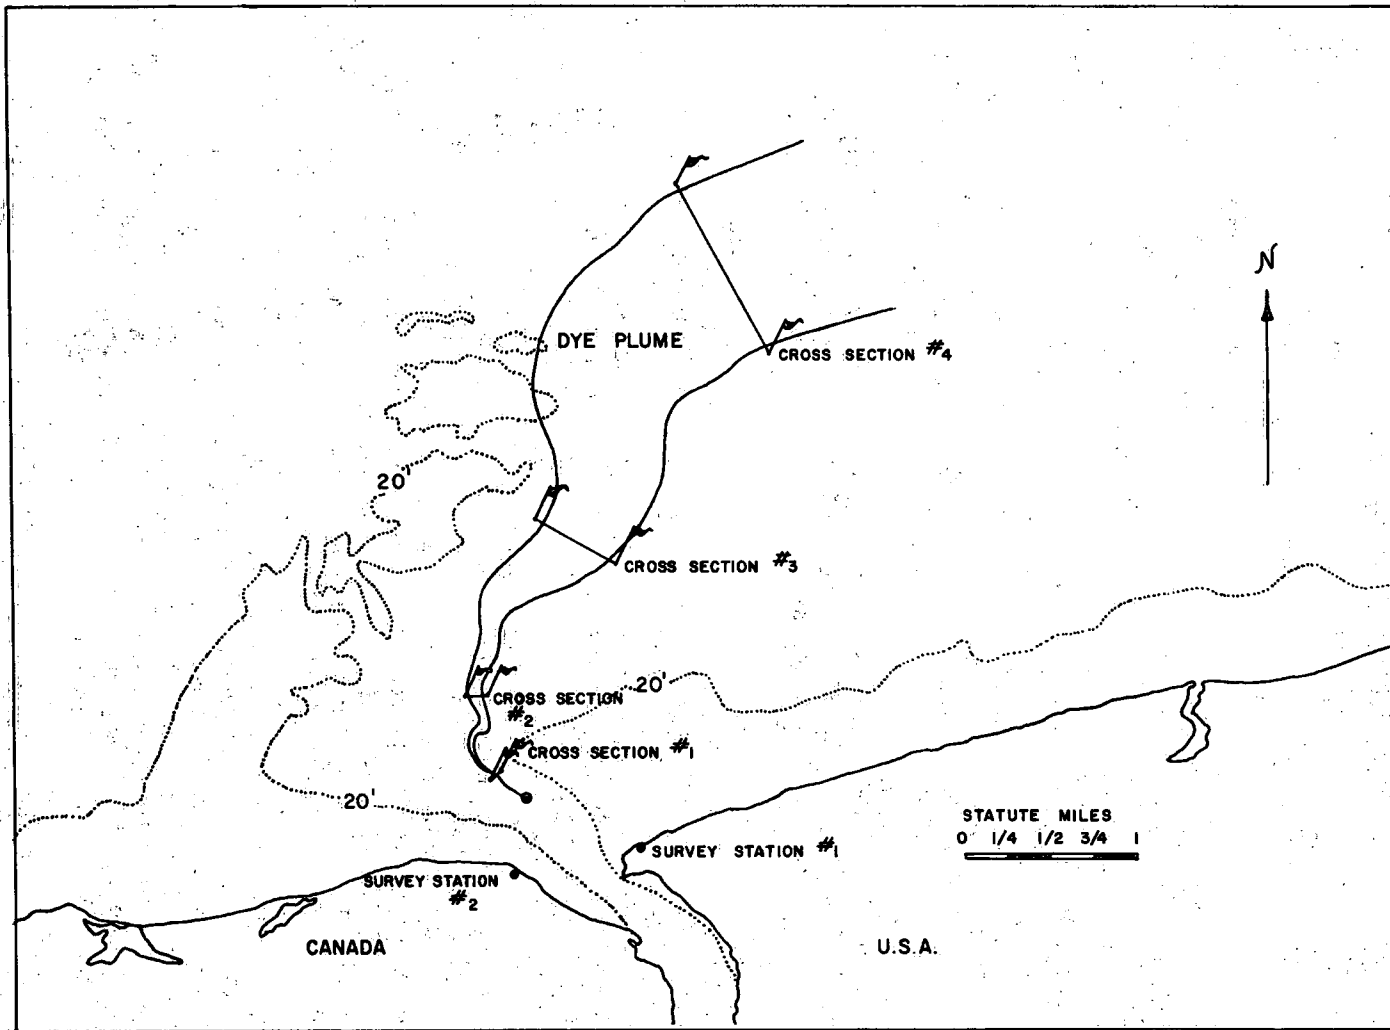 N
DYE PLUME
CROSS SECTION #4
20'
CROSS SECTION #3
20'
CROSS SECTION
#2
CROSS SECTION #1
20'
STATUTE MILES
0 1/4 1/2 3/4 1
SURVEY STATION #1
SURVEY STATION
#2
CANADA
U.S.A.